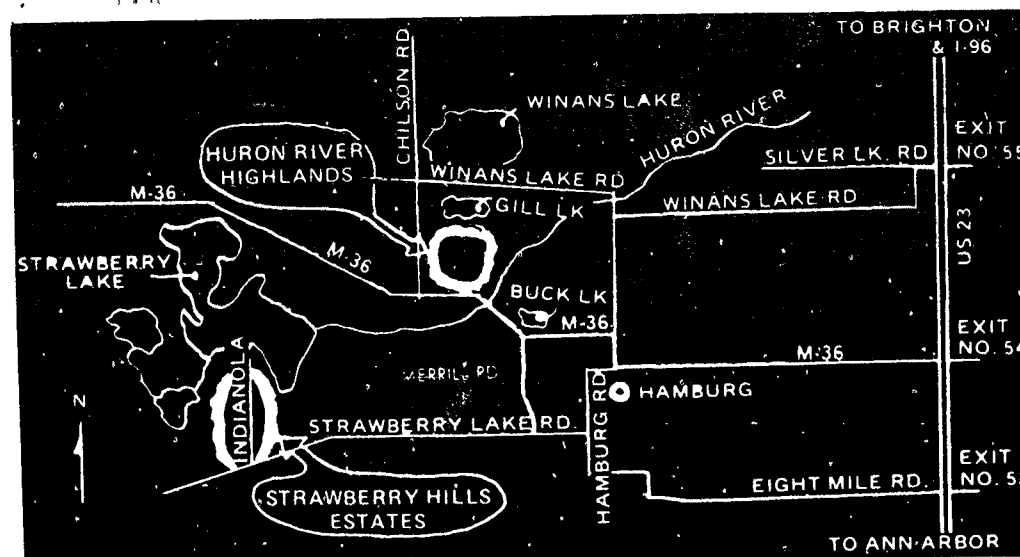 TO BRIGHTON
& I-96
CHILSON RD
WINANS LAKE
HURON RIVER
EXIT
NO. 55
SILVER LK. RD
HURON RIVER
HIGHLANDS
WINANS LAKE RD
M-36
GILL LK
WINANS LAKE RD
US 23
M-36
STRAWBERRY
LAKE
BUCK LK
M-36
EXIT
NO. 54
M-36
INDIANOLA
MERRILL RD
N
HAMBURG RD
HAMBURG
STRAWBERRY LAKE RD.
EXIT
EIGHT MILE RD.
STRAWBERRY HILLS
ESTATES
TO ANN ARBOR